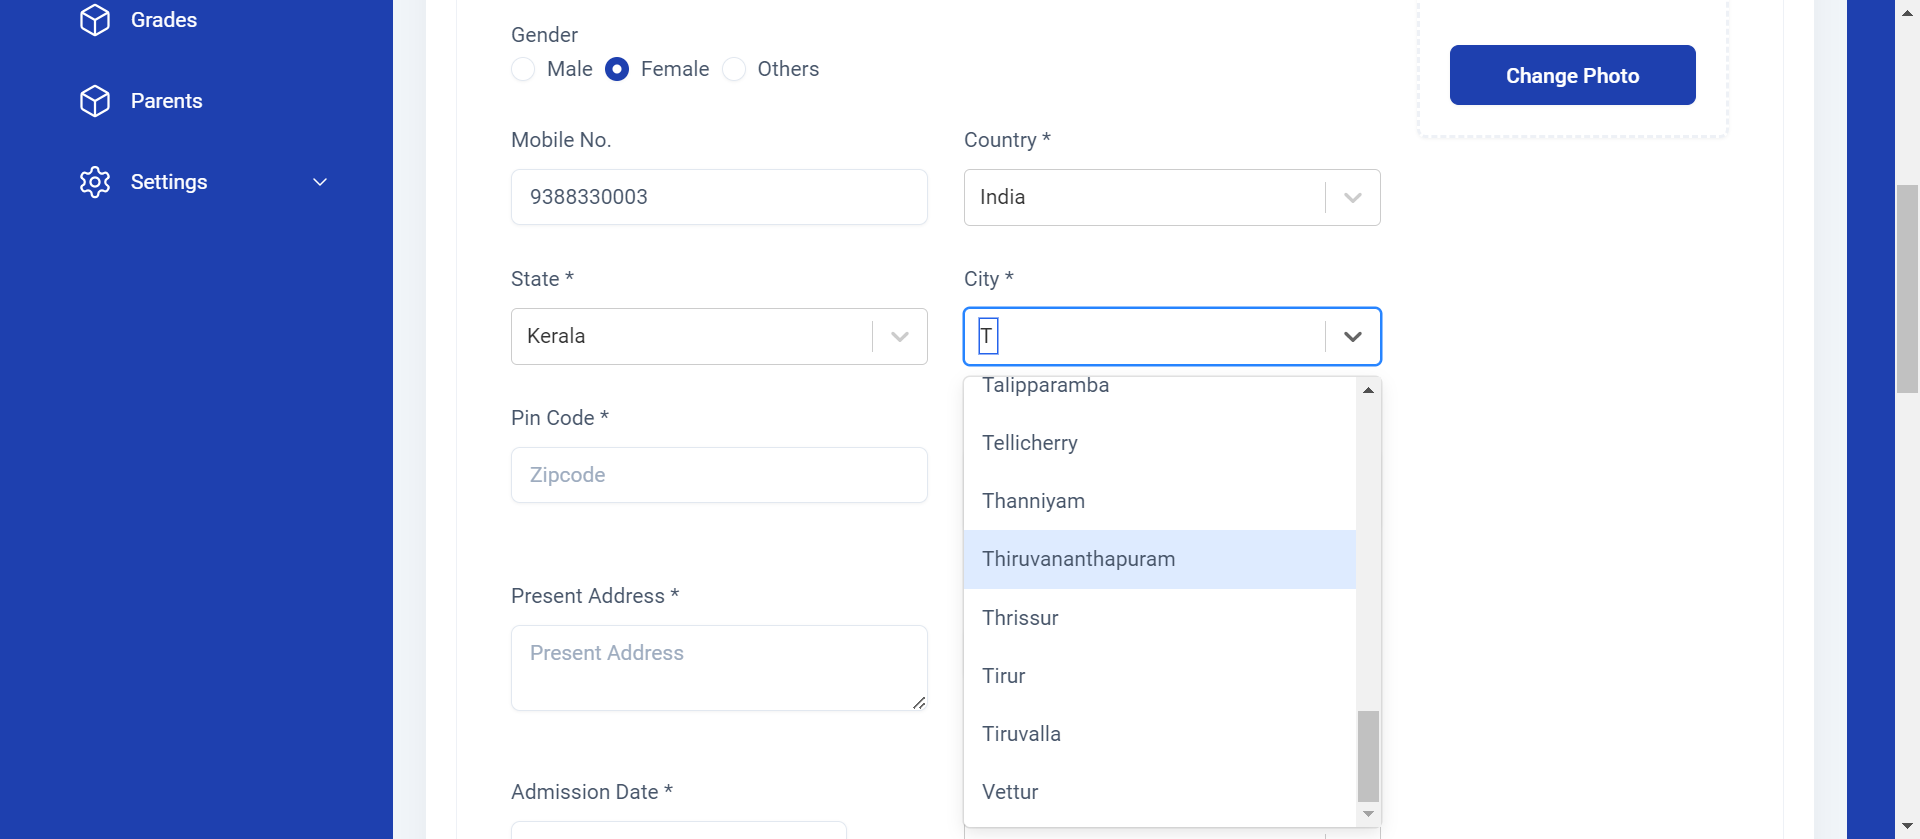 Grades
Parents
Settings
Gender
Male Female Others
Change Photo
Mobile No.
Country *
9388330003
India
State *
City *
Kerala
T
Pin Code *
Zipcode
Talipparamba
Tellicherry
Thanniyam
Thiruvananthapuram
Thrissur
Tirur
Tiruvalla
Vettur
Present Address *
Present Address
Admission Date *